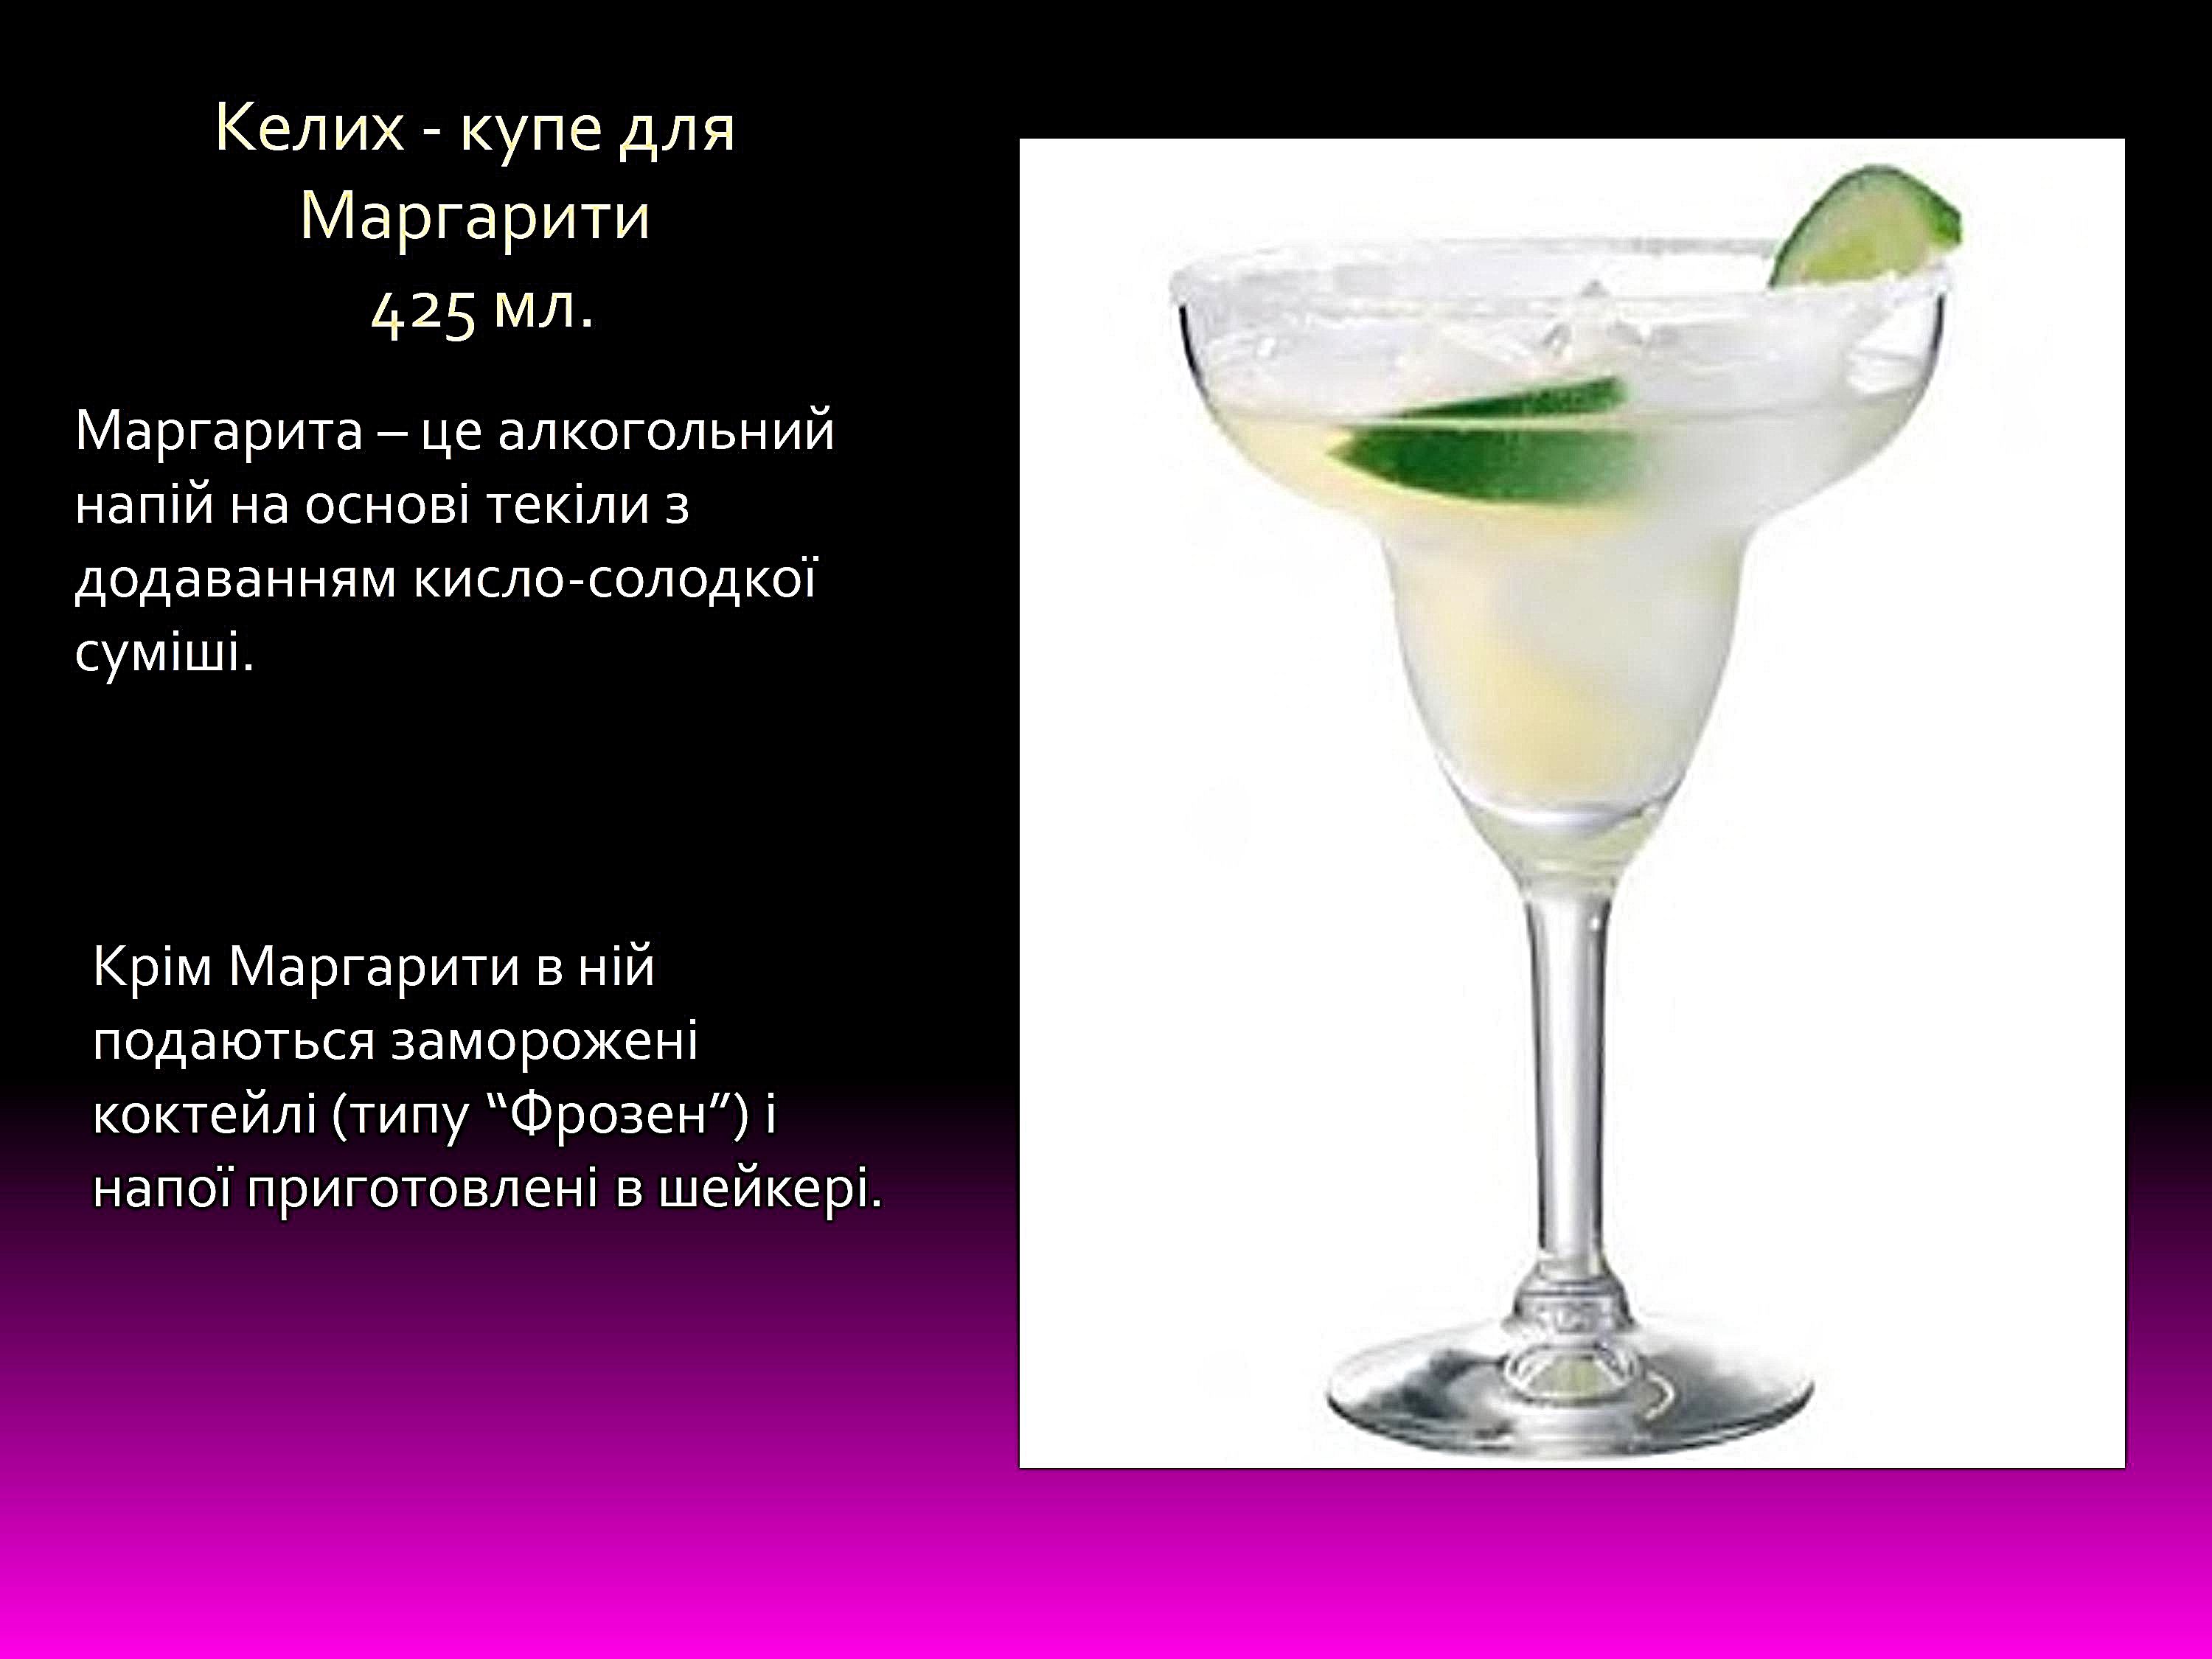 Келих - купе для
Маргарити
425 мл.
Маргарита – це алкогольний
напій на основі текіли з
додаванням кисло-солодкої
суміші.
Крім Маргарити в ній
подаються заморожені
коктейлі (типу “Фрозен”) і
напої приготовлені в шейкері.